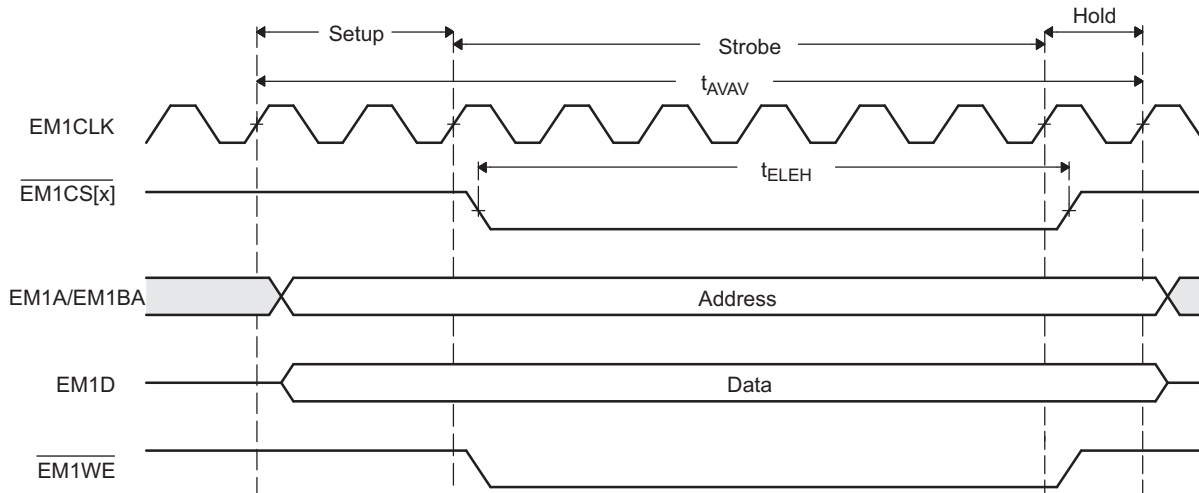 Setup
Strobe
Hold
tAVAV
EM1CLK
tELEH
EM1CS[x]
EM1A/EM1BA
Address
EM1D
Data
EM1WE